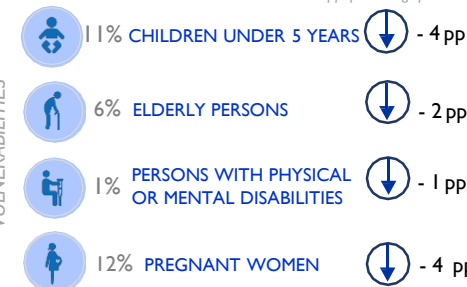 11% CHILDREN UNDER 5 YEARS - 4 pp
6% ELDERLY PERSONS - 2 pp
1% PERSONS WITH PHYSICAL OR MENTAL DISABILITIES - 1 pp
12% PREGNANT WOMEN - 4 pp
VULNERABILITIES